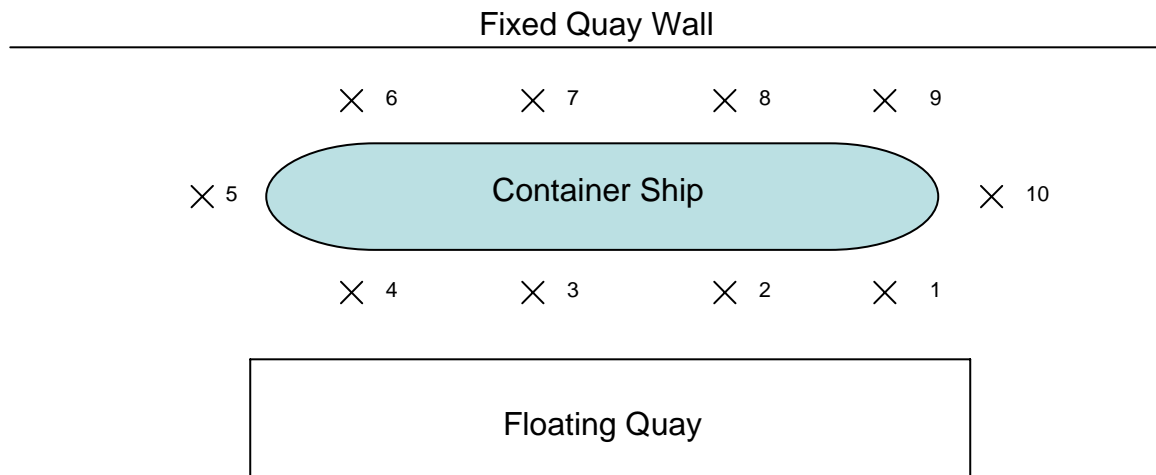 Fixed Quay Wall
6 7 8 9
Container Ship
5 10
4 3 2 1
Floating Quay